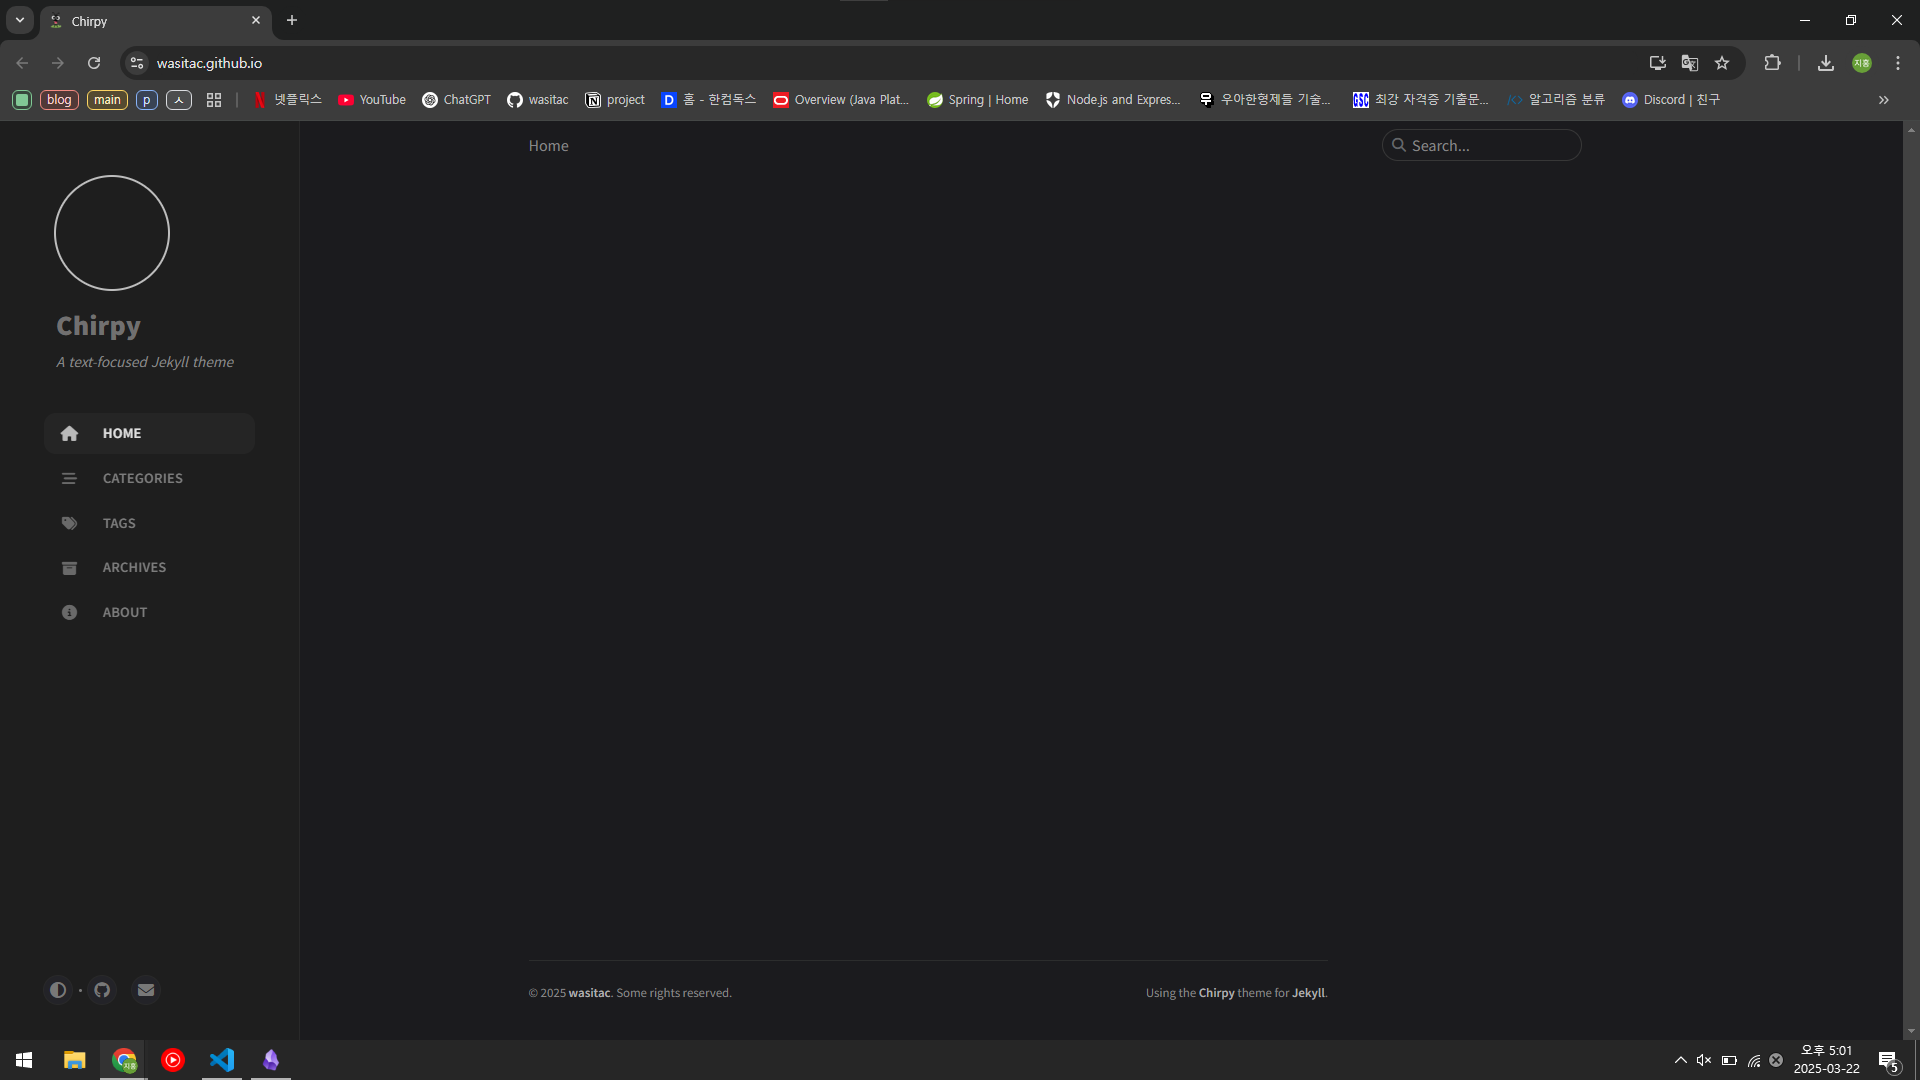 Chirpy
wasitac.github.io
blog main p ㅅ 넷플릭스 YouTube ChatGPT wasitac project 홈 - 한컴독스 Overview (Java Plat... Spring | Home Node.js and Expres... 우아한형제들 기술... 최강 자격증 기출문... 알고리즘 분류 Discord | 친구
Home
Search...
Chirpy
A text-focused Jekyll theme
HOME
CATEGORIES
TAGS
ARCHIVES
ABOUT
© 2025 wasitac. Some rights reserved.
Using the Chirpy theme for Jekyll.
오후 5:01
2025-03-22
5